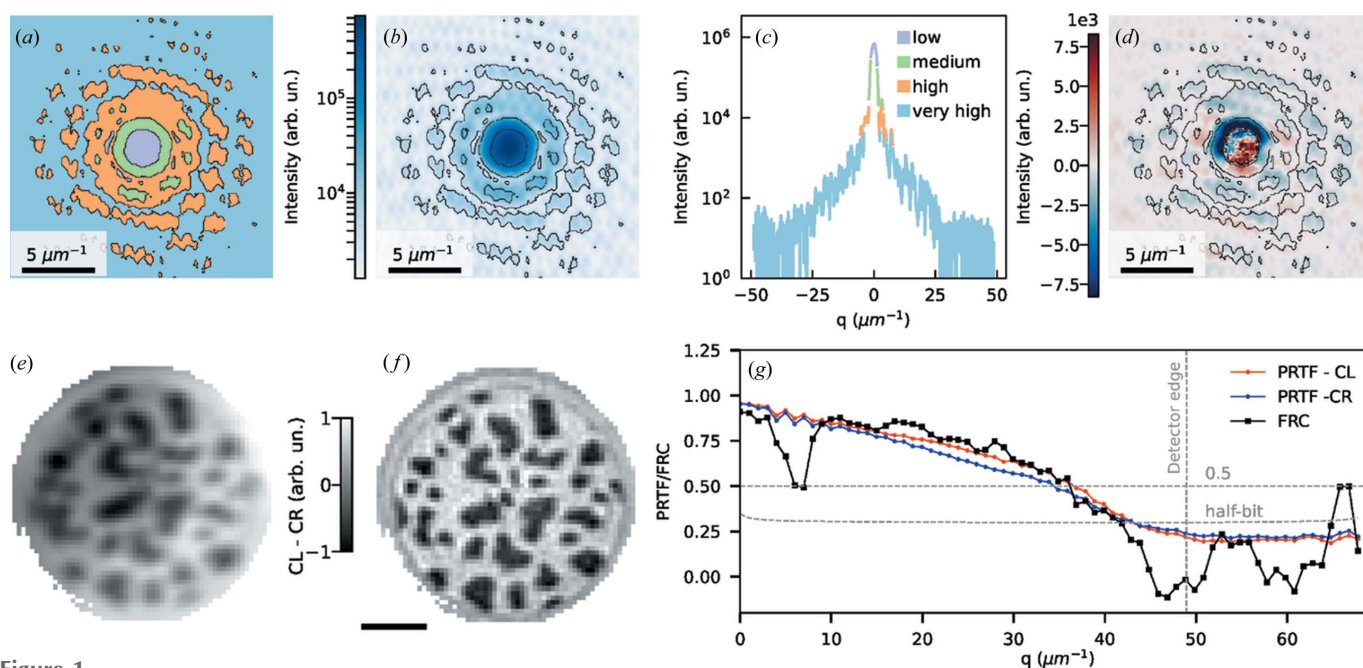 (a)
5 μm⁻¹
Intensity (arb. un.)
10⁵
10⁴
(b)
5 μm⁻¹
Intensity (arb. un.)
10⁶
10⁴
10²
10⁰
(c)
low
medium
high
very high
−50
−25
0
25
50
q (μm⁻¹)
Intensity (arb. un.)
1e3
7.5
5.0
2.5
0.0
−2.5
−5.0
−7.5
(d)
5 μm⁻¹
(e)
CL - CR (arb. un.)
1
0
−1
(f)
PRTF/FRC
1.25
1.00
0.75
0.50
0.25
0.00
(g)
Detector edge
PRTF - CL
PRTF -CR
FRC
0.5
half-bit
0
10
20
30
40
50
60
q (μm⁻¹)